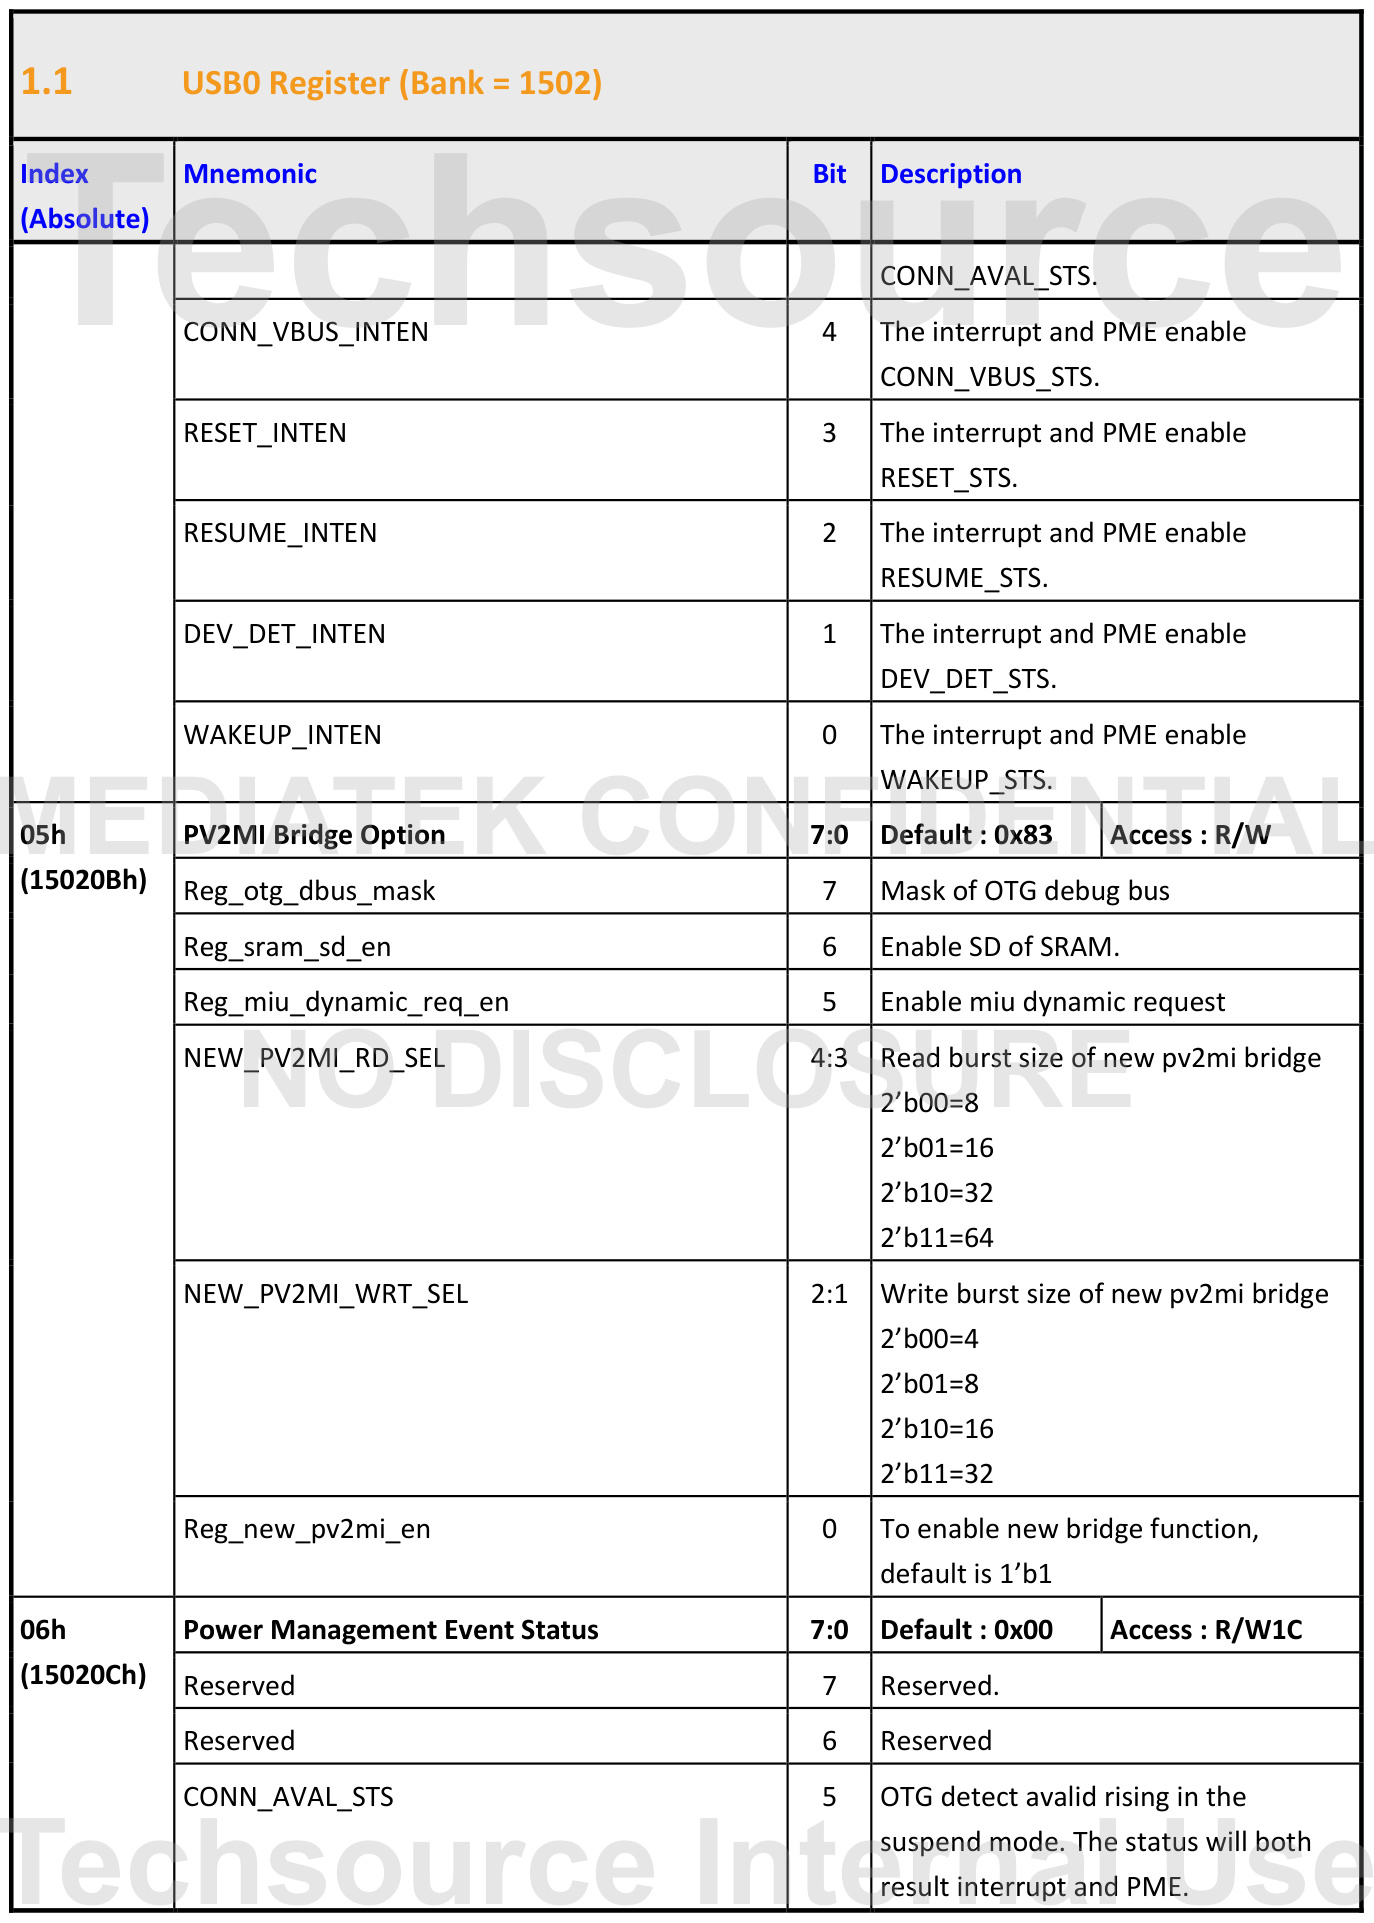 1.1 USB0 Register (Bank = 1502)
Index (Absolute) Mnemonic Bit Description
CONN_AVAL_STS.
CONN_VBUS_INTEN 4 The interrupt and PME enable
CONN_VBUS_STS.
RESET_INTEN 3 The interrupt and PME enable
RESET_STS.
RESUME_INTEN 2 The interrupt and PME enable
RESUME_STS.
DEV_DET_INTEN 1 The interrupt and PME enable
DEV_DET_STS.
WAKEUP_INTEN 0 The interrupt and PME enable
WAKEUP_STS.
05h PV2MI Bridge Option 7:0 Default : 0x83 Access : R/W
(15020Bh)
Reg_otg_dbus_mask 7 Mask of OTG debug bus
Reg_sram_sd_en 6 Enable SD of SRAM.
Reg_miu_dynamic_req_en 5 Enable miu dynamic request
NEW_PV2MI_RD_SEL 4:3 Read burst size of new pv2mi bridge
2’b00=8
2’b01=16
2’b10=32
2’b11=64
NEW_PV2MI_WRT_SEL 2:1 Write burst size of new pv2mi bridge
2’b00=4
2’b01=8
2’b10=16
2’b11=32
Reg_new_pv2mi_en 0 To enable new bridge function,
default is 1’b1
06h Power Management Event Status 7:0 Default : 0x00 Access : R/W1C
(15020Ch)
Reserved 7 Reserved.
Reserved 6 Reserved
CONN_AVAL_STS 5 OTG detect avalid rising in the
suspend mode. The status will both
result interrupt and PME.
Techsource
MEDIATEK CONFIDENTIAL
NO DISCLOSURE
Techsource Internal Use